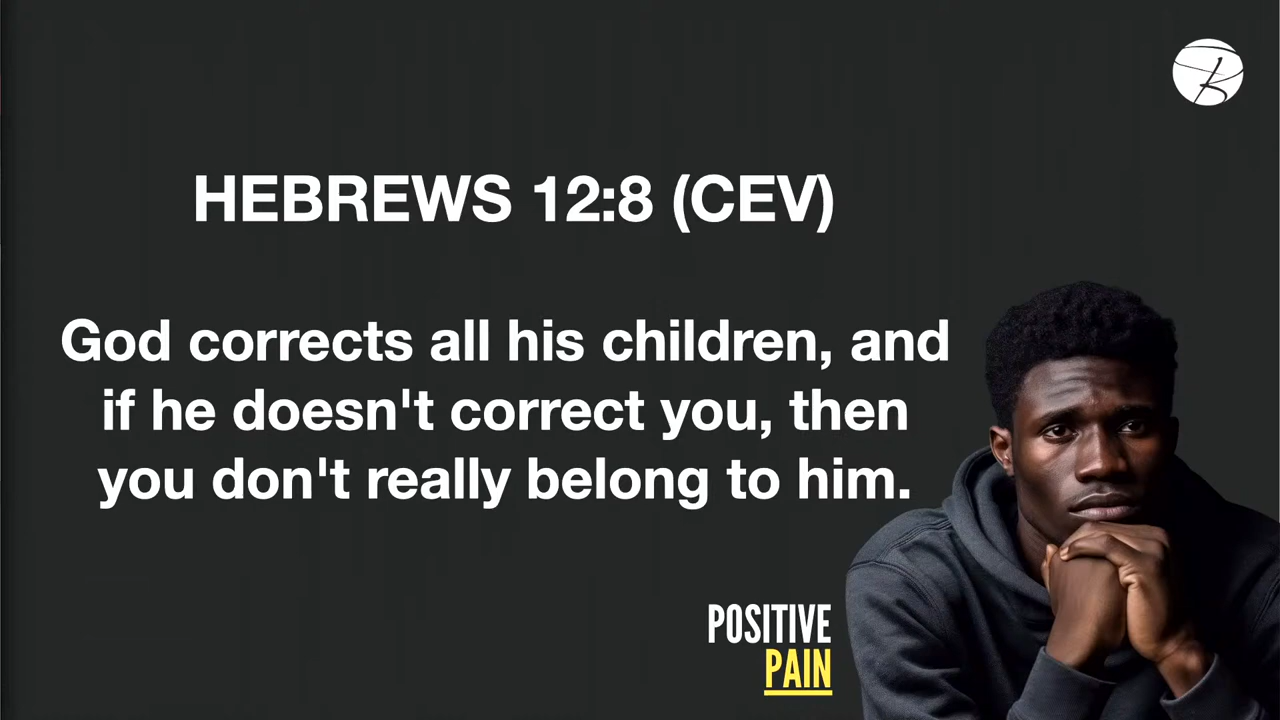 HEBREWS 12:8 (CEV)
God corrects all his children, and
if he doesn't correct you, then
you don't really belong to him.
POSITIVE
PAIN